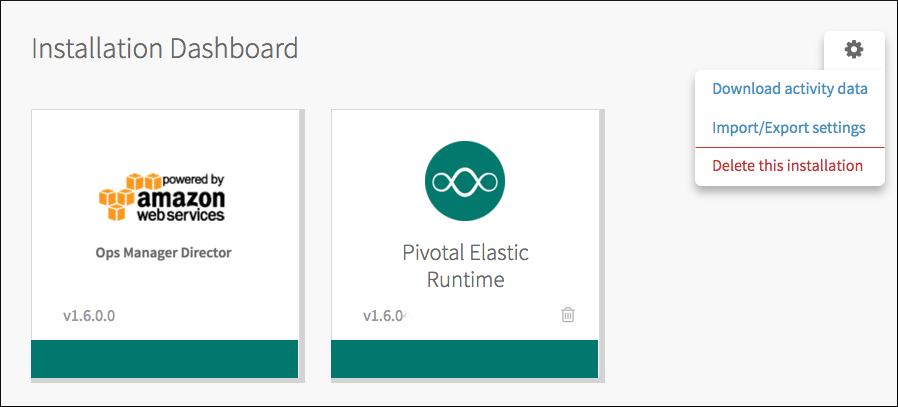 Installation Dashboard
Download activity data
Import/Export settings
Delete this installation
powered by
amazon
web services
Ops Manager Director
v1.6.0.0
Pivotal Elastic
Runtime
v1.6.0